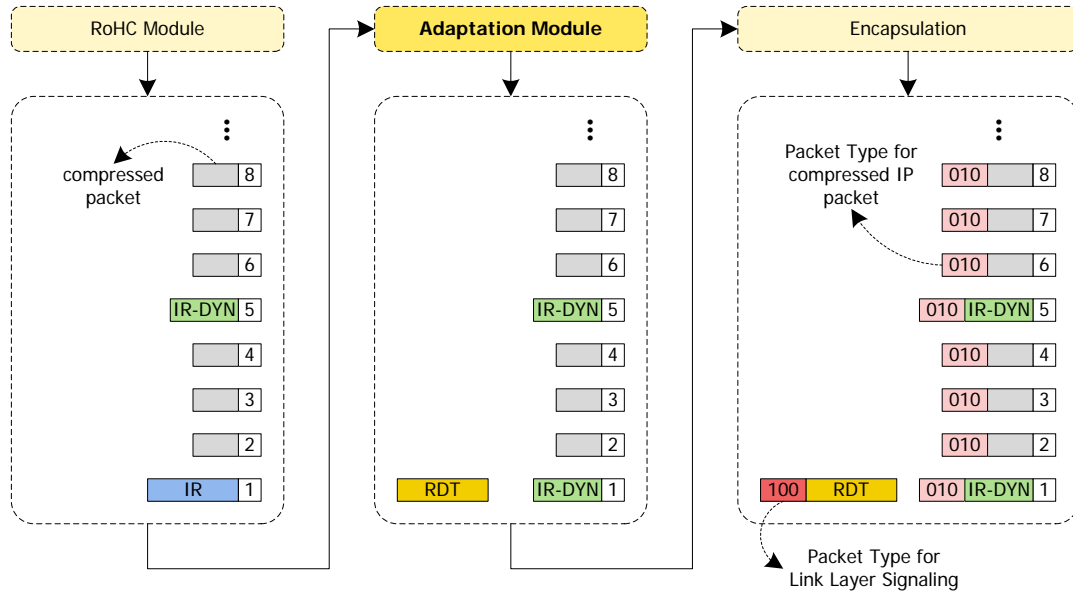 RoHC Module
Adaptation Module
Encapsulation
compressed
packet
8
7
6
IR-DYN 5
4
3
2
IR 1
8
7
6
IR-DYN 5
4
3
2
RDT IR-DYN 1
Packet Type for
compressed IP
packet
010 8
010 7
010 6
010 IR-DYN 5
010 4
010 3
010 2
100 RDT 010 IR-DYN 1
Packet Type for
Link Layer Signaling